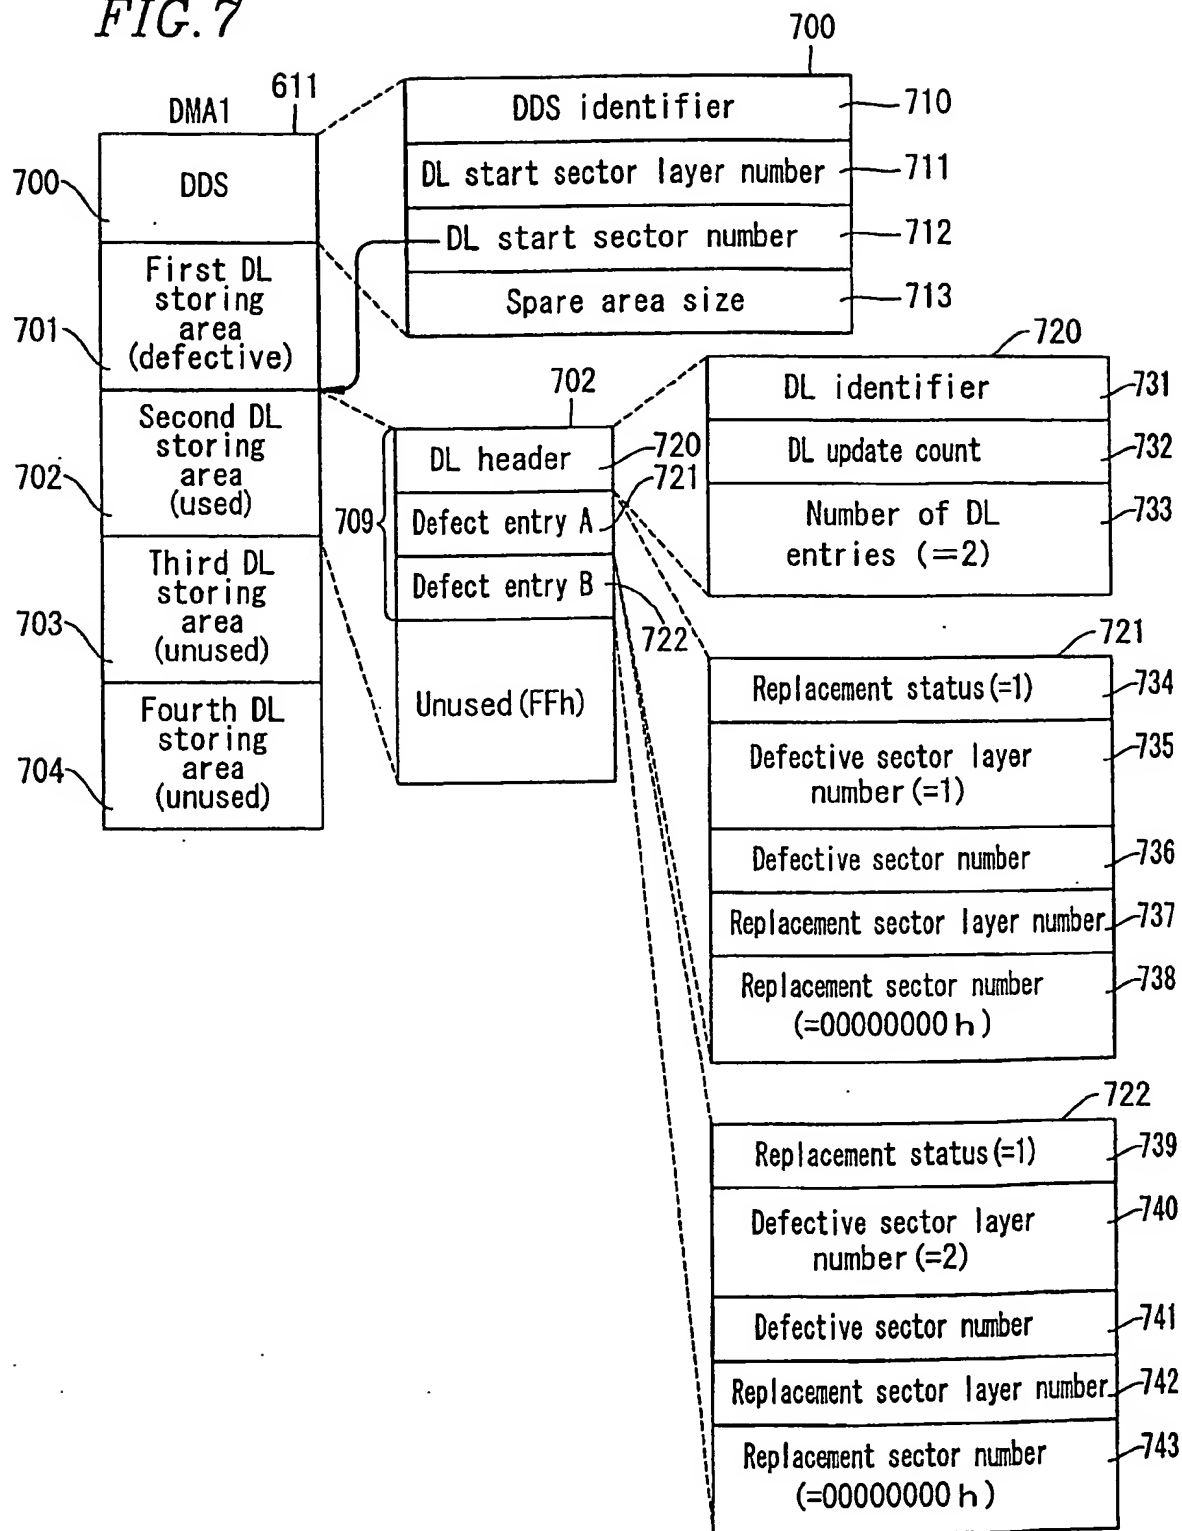 FIG. 7
DMA1
611
700
DDS
701
First DL
storing
area
(defective)
702
Second DL
storing
area
(used)
703
Third DL
storing
area
(unused)
704
Fourth DL
storing
area
(unused)
700
DDS identifier
710
DL start sector layer number
711
DL start sector number
712
Spare area size
713
702
709
DL header
720
Defect entry A
721
Defect entry B
722
Unused (FFh)
720
DL identifier
731
DL update count
732
Number of DL
entries (=2)
733
721
Replacement status (=1)
734
Defective sector layer
number (=1)
735
Defective sector number
736
Replacement sector layer number
737
Replacement sector number
(=00000000 h)
738
722
Replacement status (=1)
739
Defective sector layer
number (=2)
740
Defective sector number
741
Replacement sector layer number
742
Replacement sector number
(=00000000 h)
743